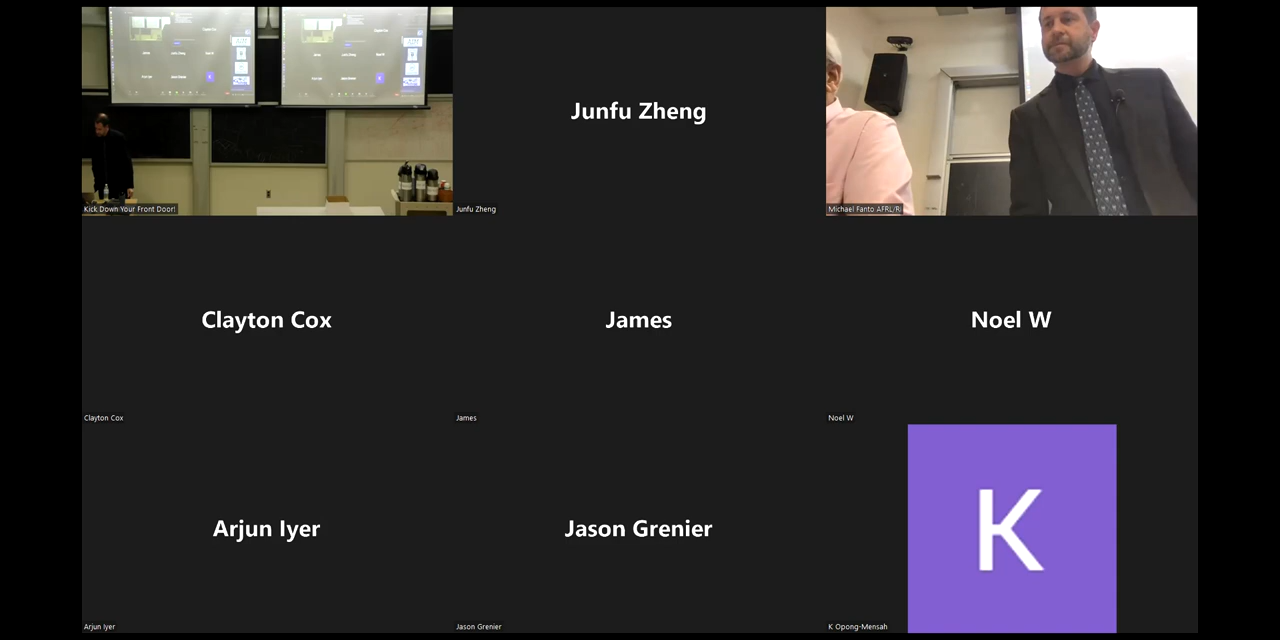 Kick Down Your Front Door!
Junfu Zheng
Junfu Zheng
Michael Fanto AFRL/RI
Clayton Cox
Clayton Cox
James
James
Noel W
Noel W
Arjun Iyer
Arjun Iyer
Jason Grenier
Jason Grenier
K
K Opong-Mensah